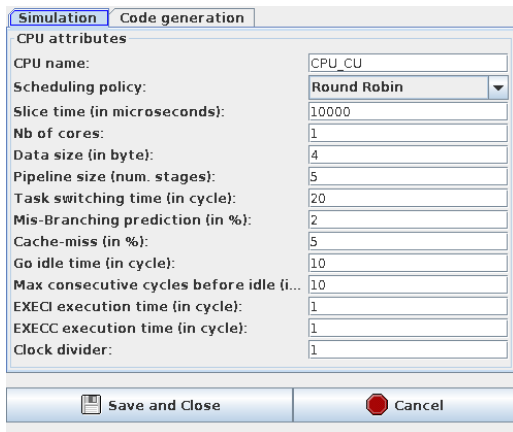 Simulation Code generation
CPU attributes
CPU name: CPU_CU
Scheduling policy: Round Robin
Slice time (in microseconds): 10000
Nb of cores: 1
Data size (in byte): 4
Pipeline size (num. stages): 5
Task switching time (in cycle): 20
Mis-Branching prediction (in %): 2
Cache-miss (in %): 5
Go idle time (in cycle): 10
Max consecutive cycles before idle (i... 10
EXECI execution time (in cycle): 1
EXECC execution time (in cycle): 1
Clock divider: 1
Save and Close Cancel